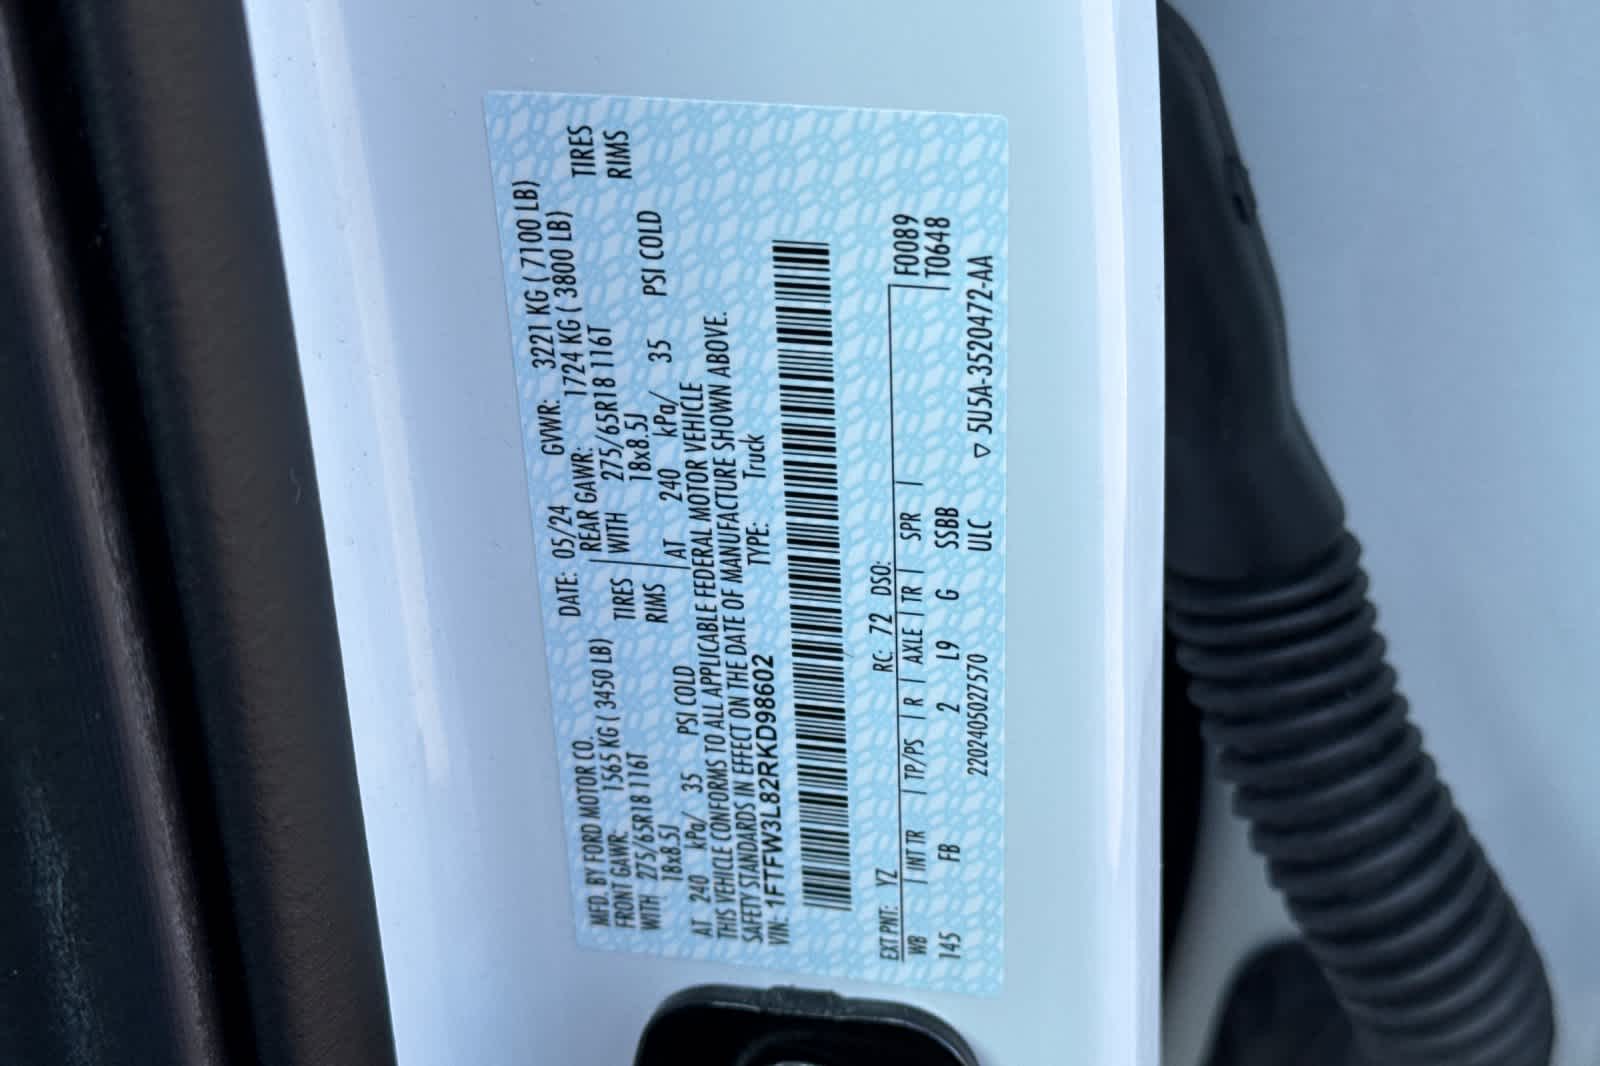 MFD. BY FORD MOTOR CO.
DATE: 05/24 GVWR: 3221 KG ( 7100 LB)
FRONT GAWR: 1565 KG ( 3450 LB) REAR GAWR: 1724 KG ( 3800 LB)
WITH 275/65R18 116T TIRES WITH 275/65R18 116T TIRES
18x8.5J RIMS 18x8.5J RIMS
AT 240 kPa/ 35 PSI COLD AT 240 kPa/ 35 PSI COLD
THIS VEHICLE CONFORMS TO ALL APPLICABLE FEDERAL MOTOR VEHICLE
SAFETY STANDARDS IN EFFECT ON THE DATE OF MANUFACTURE SHOWN ABOVE.
VIN: 1FTFW3L82RKD98602 TYPE: Truck
EXT PNT: YZ RC: 72 DSO: F0089
WB INT TR TP/PS R AXLE TR SPR T0648
145 FB 2 L9 G SSBB
2202405027570 ULC ▽ 5U5A-3520472-AA